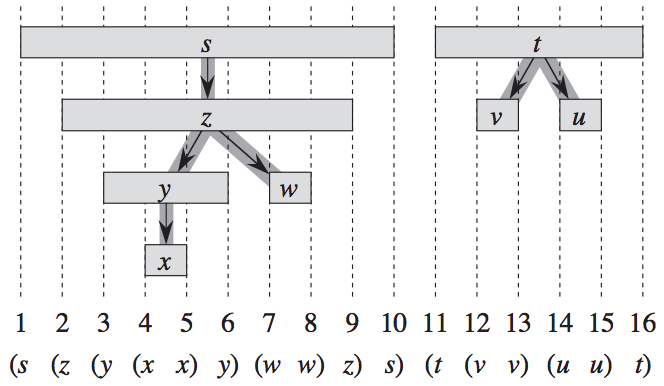 s t
z v u
y w
x
1 2 3 4 5 6 7 8 9 10 11 12 13 14 15 16
(s (z (y (x x) y) (w w) z) s) (t (v v) (u u) t)